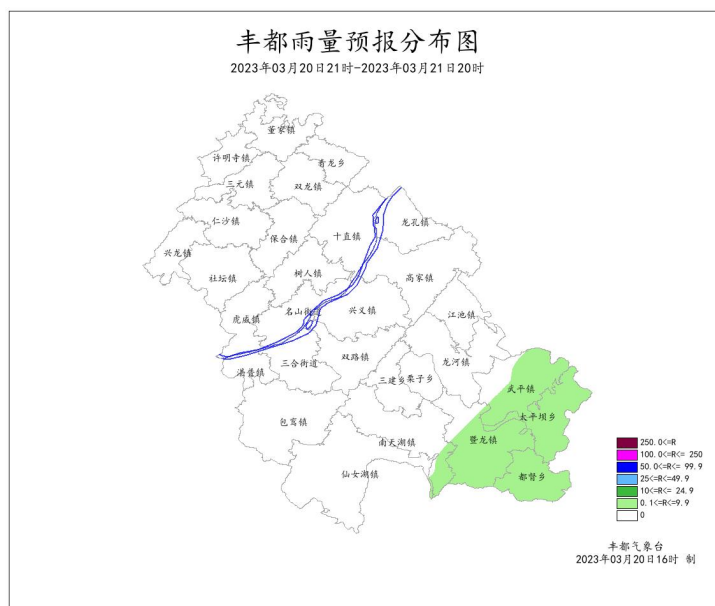 丰都雨量预报分布图
2023年03月20日21时-2023年03月21日20时
董家镇
许明寺镇
青龙乡
三元镇
双龙镇
仁沙镇
龙孔镇
保合镇
十直镇
兴龙镇
树人镇
社坛镇
高家镇
名山街道
兴义镇
江池镇
虎威镇
双路镇
三合街道
龙河镇
湛普镇
三建乡
栗子乡
武平镇
包鸾镇
太平坝乡
南天湖镇
暨龙镇
仙女湖镇
都督乡
250.0<=R
100.0<=R<= 250
50.0<=R<= 99.9
25<=R<=49.9
10<=R<= 24.9
0.1<=R<=9.9
0
丰都气象台
2023年03月20日16时 制